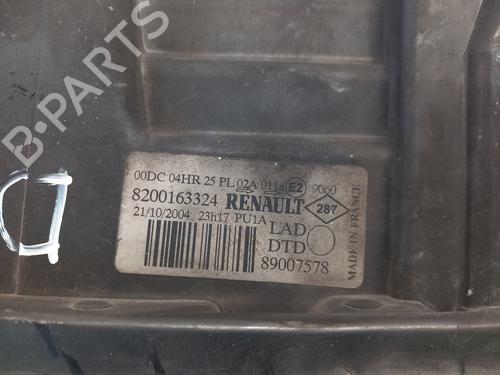 B-PARTS
00DC 04HR 25 PL 02A 011a E2 9060
8200163324 RENAULT 287
21/10/2004 23h17 PU1A LAD
DTD
89007578
MADE IN FRANCE
D